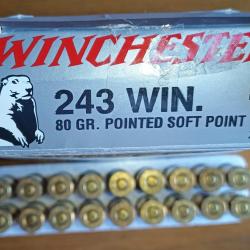 WINCHESTER
243 WIN.
80 GR. POINTED SOFT POINT